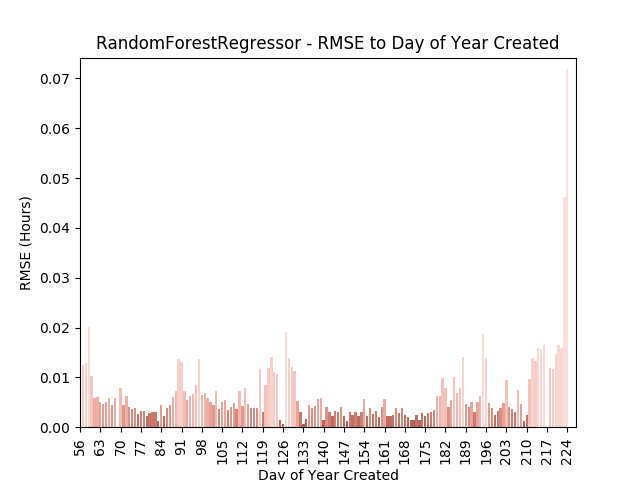 RandomForestRegressor - RMSE to Day of Year Created
0.07
0.06
0.05
0.04
0.03
0.02
0.01
0.00
RMSE (Hours)
56 63 70 77 84 91 98 105 112 119 126 133 140 147 154 161 168 175 182 189 196 203 210 217 224
Day of Year Created